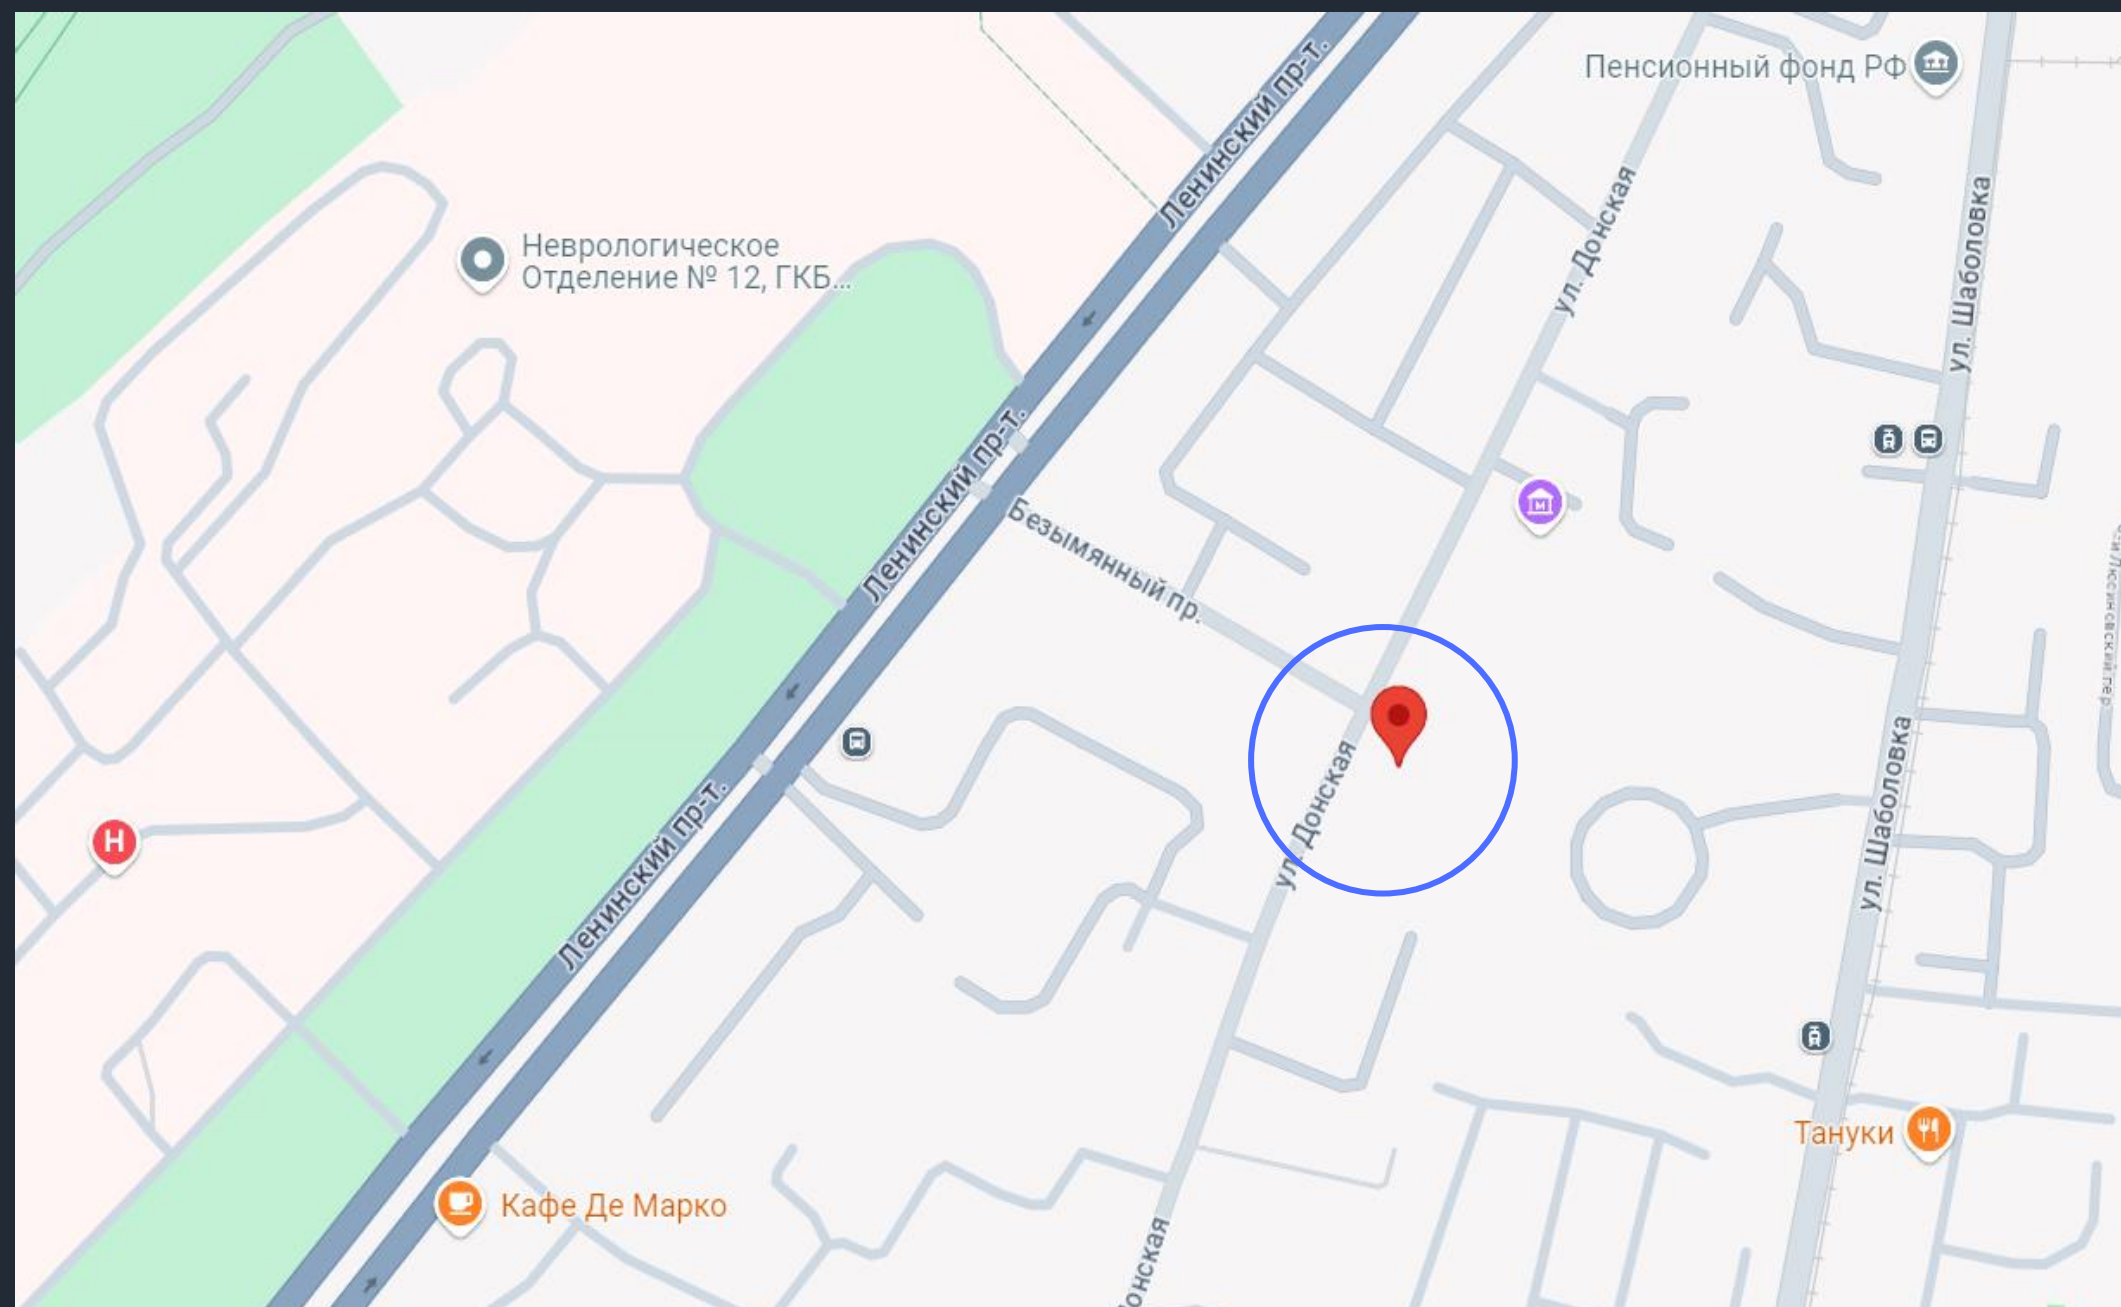 Ленинский пр-т.
Пенсионный фонд РФ
ул. Донская
ул. Шаболовка
Неврологическое
Отделение № 12, ГКБ...
Ленинский пр-т.
Безымянный пр.
ул. Донская
ул. Шаболовка
H
Ленинский пр-т.
Тануки
Кафе Де Марко
онская